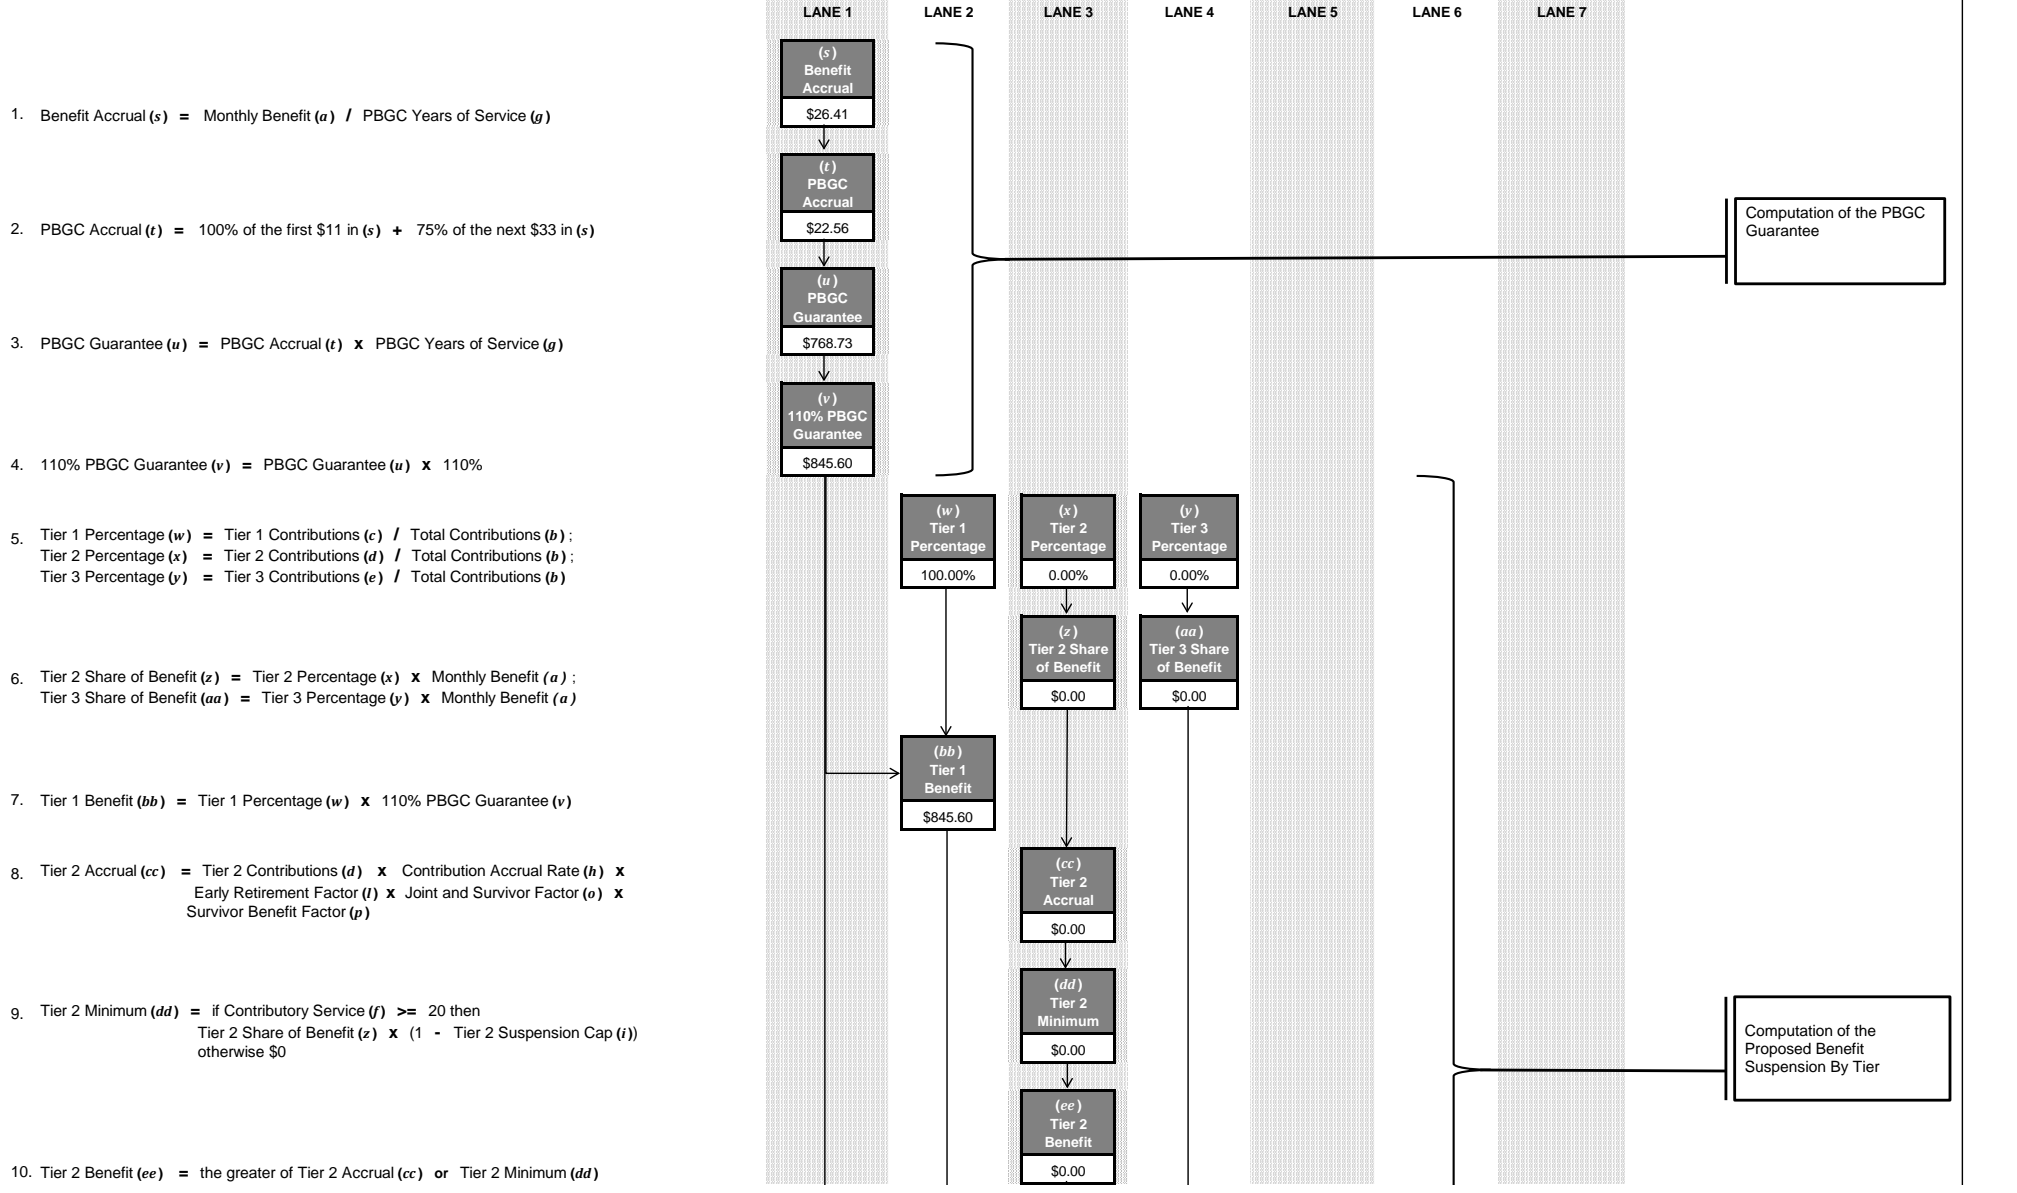 LANE 1 LANE 2 LANE 3 LANE 4 LANE 5 LANE 6 LANE 7
(s)
Benefit
Accrual
$26.41
1. Benefit Accrual (s) = Monthly Benefit (a) / PBGC Years of Service (g)
(t)
PBGC
Accrual
$22.56
2. PBGC Accrual (t) = 100% of the first $11 in (s) + 75% of the next $33 in (s)
Computation of the PBGC
Guarantee
(u)
PBGC
Guarantee
$768.73
3. PBGC Guarantee (u) = PBGC Accrual (t) x PBGC Years of Service (g)
(v)
110% PBGC
Guarantee
$845.60
4. 110% PBGC Guarantee (v) = PBGC Guarantee (u) x 110%
(w)
Tier 1
Percentage
100.00%
(x)
Tier 2
Percentage
0.00%
(y)
Tier 3
Percentage
0.00%
5. Tier 1 Percentage (w) = Tier 1 Contributions (c) / Total Contributions (b) ;
Tier 2 Percentage (x) = Tier 2 Contributions (d) / Total Contributions (b) ;
Tier 3 Percentage (y) = Tier 3 Contributions (e) / Total Contributions (b)
(z)
Tier 2 Share
of Benefit
$0.00
(aa)
Tier 3 Share
of Benefit
$0.00
6. Tier 2 Share of Benefit (z) = Tier 2 Percentage (x) x Monthly Benefit (a) ;
Tier 3 Share of Benefit (aa) = Tier 3 Percentage (y) x Monthly Benefit (a)
(bb)
Tier 1
Benefit
$845.60
7. Tier 1 Benefit (bb) = Tier 1 Percentage (w) x 110% PBGC Guarantee (v)
(cc)
Tier 2
Accrual
$0.00
8. Tier 2 Accrual (cc) = Tier 2 Contributions (d) x Contribution Accrual Rate (h) x
Early Retirement Factor (l) x Joint and Survivor Factor (o) x
Survivor Benefit Factor (p)
(dd)
Tier 2
Minimum
$0.00
9. Tier 2 Minimum (dd) = if Contributory Service (f) >= 20 then
Tier 2 Share of Benefit (z) x (1 - Tier 2 Suspension Cap (i))
otherwise $0
Computation of the
Proposed Benefit
Suspension By Tier
(ee)
Tier 2
Benefit
$0.00
10. Tier 2 Benefit (ee) = the greater of Tier 2 Accrual (cc) or Tier 2 Minimum (dd)